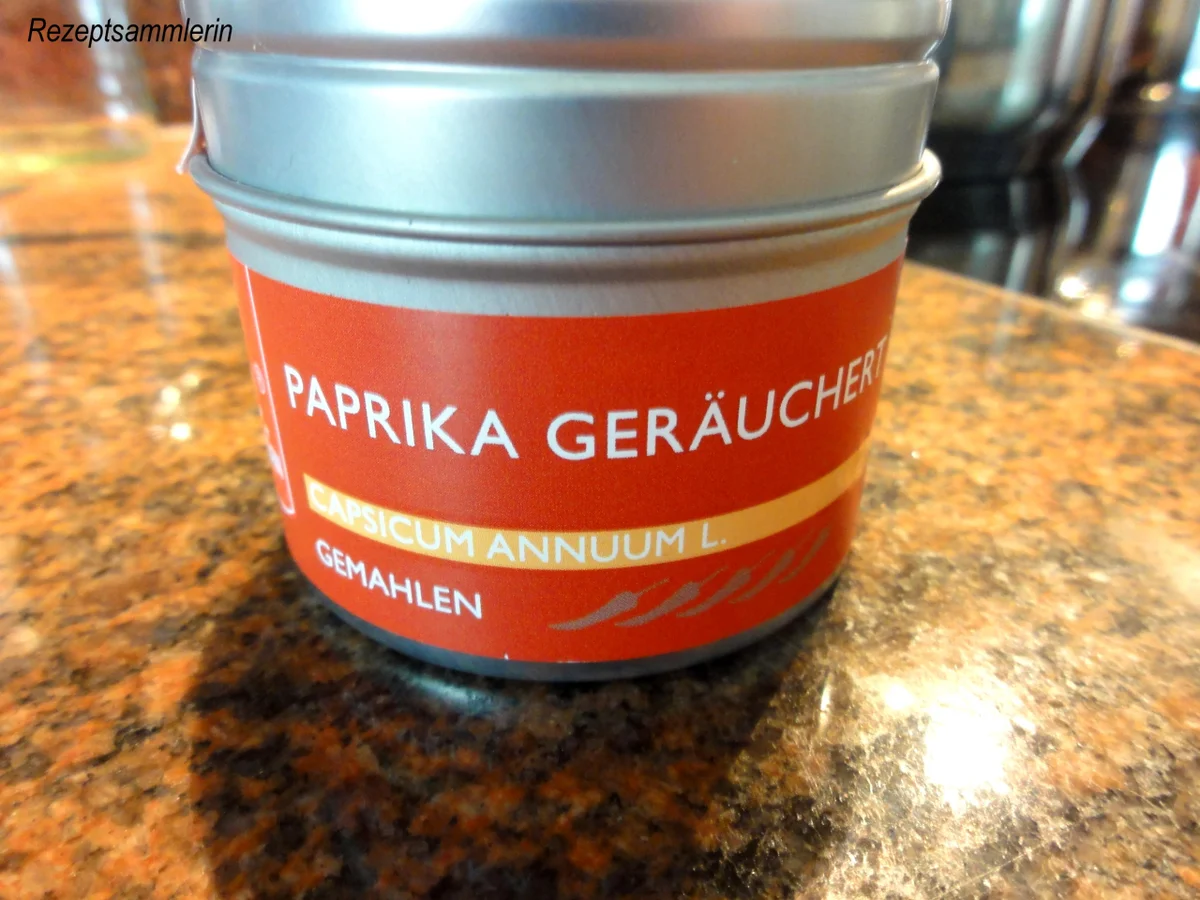 Rezeptsammlerin
PAPRIKA GERÄUCHERT
CAPSICUM ANNUUM L.
GEMAHLEN